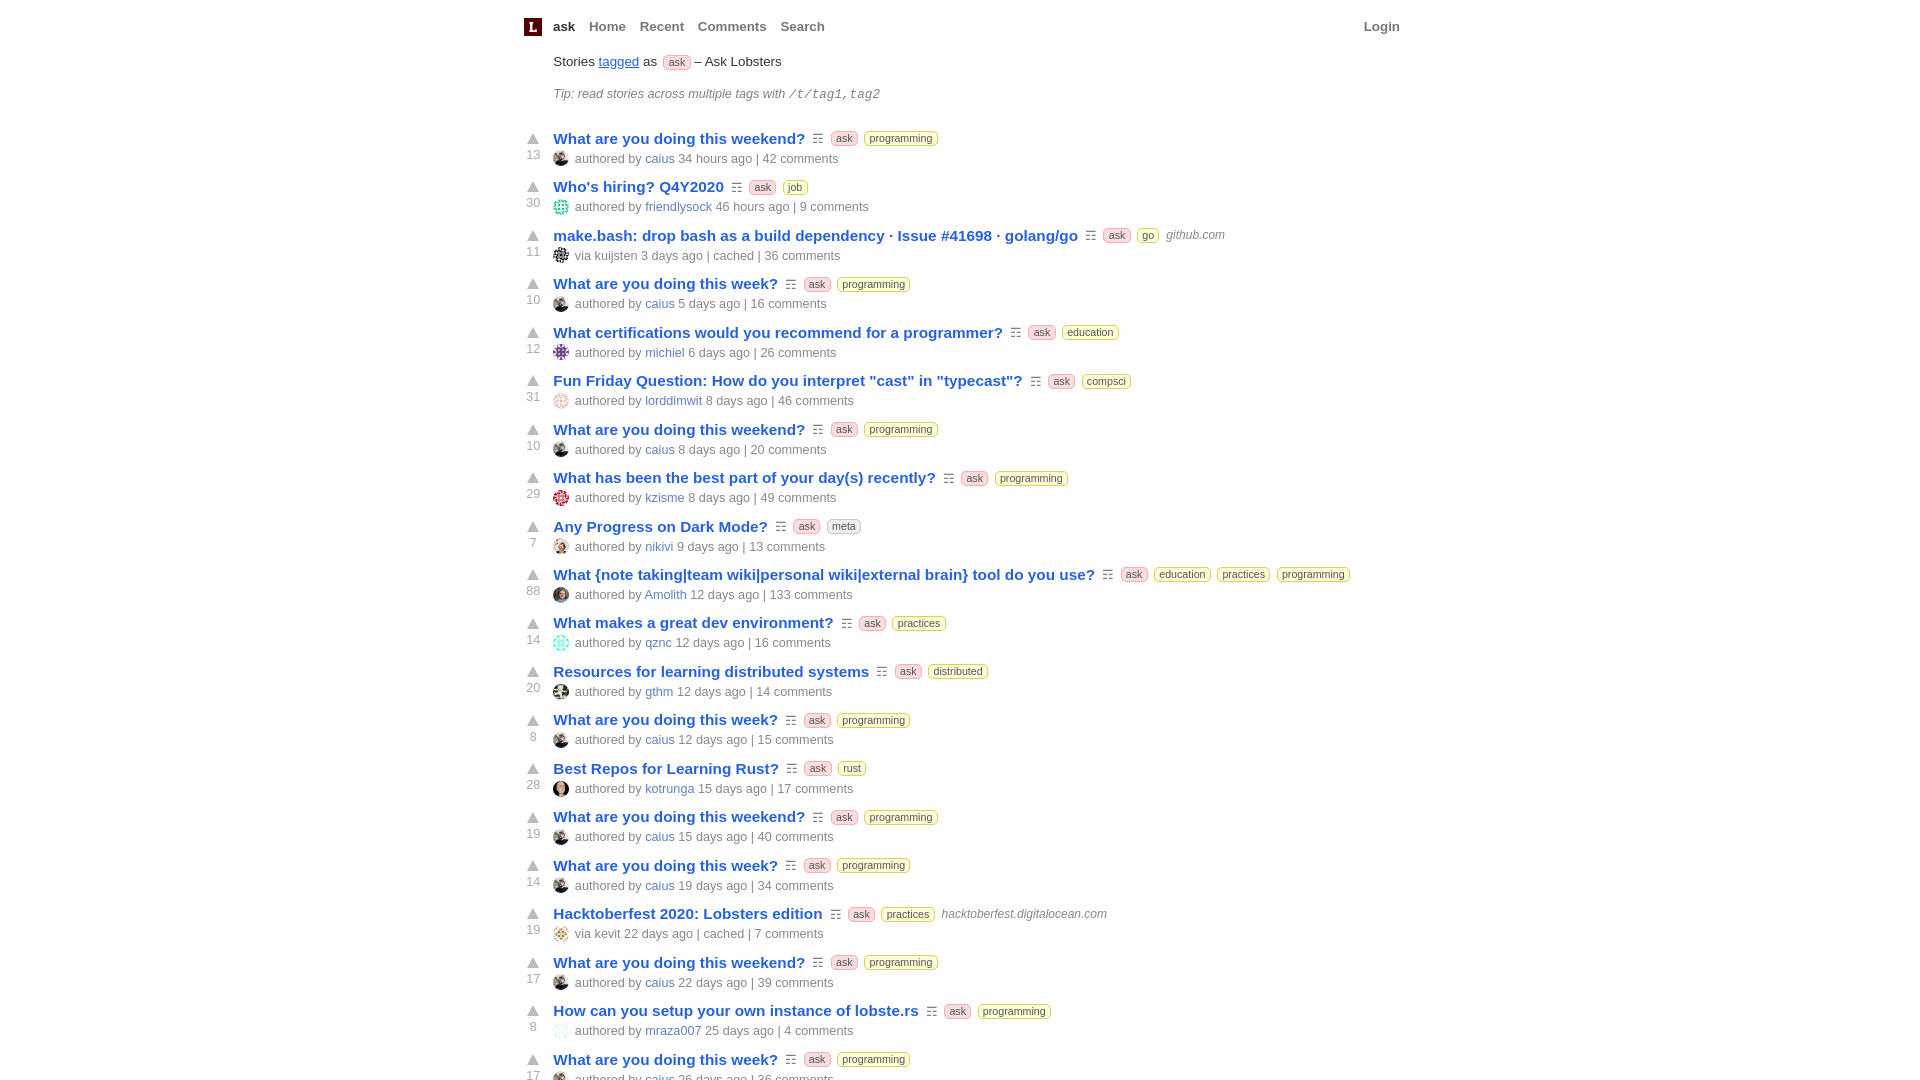 L ask Home Recent Comments Search Login
Stories tagged as ask – Ask Lobsters
Tip: read stories across multiple tags with /t/tag1,tag2
What are you doing this weekend? ☶ ask programming
13 authored by caius 34 hours ago | 42 comments
Who's hiring? Q4Y2020 ☶ ask job
30 authored by friendlysock 46 hours ago | 9 comments
make.bash: drop bash as a build dependency · Issue #41698 · golang/go ☶ ask go github.com
11 via kuijsten 3 days ago | cached | 36 comments
What are you doing this week? ☶ ask programming
10 authored by caius 5 days ago | 16 comments
What certifications would you recommend for a programmer? ☶ ask education
12 authored by michiel 6 days ago | 26 comments
Fun Friday Question: How do you interpret "cast" in "typecast"? ☶ ask compsci
31 authored by lorddimwit 8 days ago | 46 comments
What are you doing this weekend? ☶ ask programming
10 authored by caius 8 days ago | 20 comments
What has been the best part of your day(s) recently? ☶ ask programming
29 authored by kzisme 8 days ago | 49 comments
Any Progress on Dark Mode? ☶ ask meta
7 authored by nikivi 9 days ago | 13 comments
What {note taking|team wiki|personal wiki|external brain} tool do you use? ☶ ask education practices programming
88 authored by Amolith 12 days ago | 133 comments
What makes a great dev environment? ☶ ask practices
14 authored by qznc 12 days ago | 16 comments
Resources for learning distributed systems ☶ ask distributed
20 authored by gthm 12 days ago | 14 comments
What are you doing this week? ☶ ask programming
8 authored by caius 12 days ago | 15 comments
Best Repos for Learning Rust? ☶ ask rust
28 authored by kotrunga 15 days ago | 17 comments
What are you doing this weekend? ☶ ask programming
19 authored by caius 15 days ago | 40 comments
What are you doing this week? ☶ ask programming
14 authored by caius 19 days ago | 34 comments
Hacktoberfest 2020: Lobsters edition ☶ ask practices hacktoberfest.digitalocean.com
19 via kevit 22 days ago | cached | 7 comments
What are you doing this weekend? ☶ ask programming
17 authored by caius 22 days ago | 39 comments
How can you setup your own instance of lobste.rs ☶ ask programming
8 authored by mraza007 25 days ago | 4 comments
What are you doing this week? ☶ ask programming
17 authored by caius 26 days ago | 36 comments